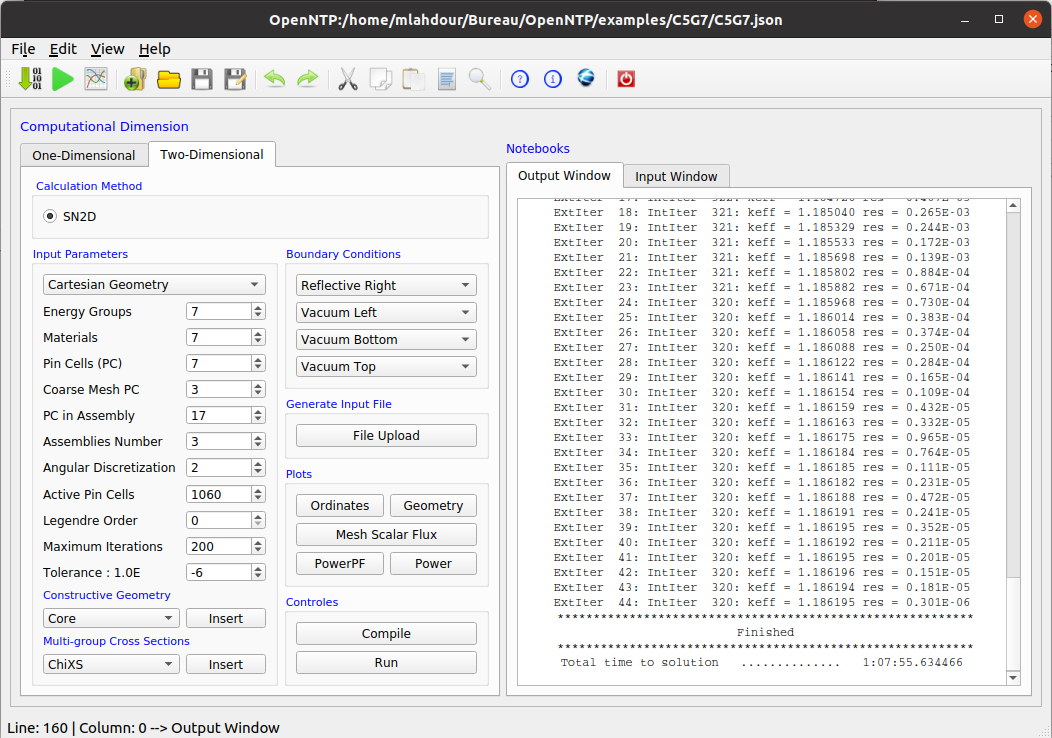 OpenNTP:/home/mlahdour/Bureau/OpenNTP/examples/C5G7/C5G7.json
File Edit View Help
Computational Dimension
One-Dimensional
Two-Dimensional
Calculation Method
SN2D
Input Parameters
Cartesian Geometry
Energy Groups 7
Materials 7
Pin Cells (PC) 7
Coarse Mesh PC 3
PC in Assembly 17
Assemblies Number 3
Angular Discretization 2
Active Pin Cells 1060
Legendre Order 0
Maximum Iterations 200
Tolerance : 1.0E -6
Constructive Geometry
Core Insert
Multi-group Cross Sections
ChiXS Insert
Boundary Conditions
Reflective Right
Vacuum Left
Vacuum Bottom
Vacuum Top
Generate Input File
File Upload
Plots
Ordinates Geometry
Mesh Scalar Flux
PowerPF Power
Controles
Compile
Run
Notebooks
Output Window
Input Window
ExtIter 18: IntIter 321: keff = 1.185040 res = 0.265E-03
ExtIter 19: IntIter 321: keff = 1.185329 res = 0.244E-03
ExtIter 20: IntIter 321: keff = 1.185533 res = 0.172E-03
ExtIter 21: IntIter 321: keff = 1.185698 res = 0.139E-03
ExtIter 22: IntIter 321: keff = 1.185802 res = 0.884E-04
ExtIter 23: IntIter 321: keff = 1.185882 res = 0.671E-04
ExtIter 24: IntIter 320: keff = 1.185968 res = 0.730E-04
ExtIter 25: IntIter 320: keff = 1.186014 res = 0.383E-04
ExtIter 26: IntIter 320: keff = 1.186058 res = 0.374E-04
ExtIter 27: IntIter 320: keff = 1.186088 res = 0.250E-04
ExtIter 28: IntIter 320: keff = 1.186122 res = 0.284E-04
ExtIter 29: IntIter 320: keff = 1.186141 res = 0.165E-04
ExtIter 30: IntIter 320: keff = 1.186154 res = 0.109E-04
ExtIter 31: IntIter 320: keff = 1.186159 res = 0.432E-05
ExtIter 32: IntIter 320: keff = 1.186163 res = 0.332E-05
ExtIter 33: IntIter 320: keff = 1.186175 res = 0.965E-05
ExtIter 34: IntIter 320: keff = 1.186184 res = 0.764E-05
ExtIter 35: IntIter 320: keff = 1.186185 res = 0.111E-05
ExtIter 36: IntIter 320: keff = 1.186182 res = 0.231E-05
ExtIter 37: IntIter 320: keff = 1.186188 res = 0.472E-05
ExtIter 38: IntIter 320: keff = 1.186191 res = 0.241E-05
ExtIter 39: IntIter 320: keff = 1.186195 res = 0.352E-05
ExtIter 40: IntIter 320: keff = 1.186192 res = 0.211E-05
ExtIter 41: IntIter 320: keff = 1.186195 res = 0.201E-05
ExtIter 42: IntIter 320: keff = 1.186196 res = 0.151E-05
ExtIter 43: IntIter 320: keff = 1.186194 res = 0.181E-05
ExtIter 44: IntIter 320: keff = 1.186195 res = 0.301E-06
**********************************************************
Finished
**********************************************************
Total time to solution .............. 1:07:55.634466
Line: 160 | Column: 0 --> Output Window